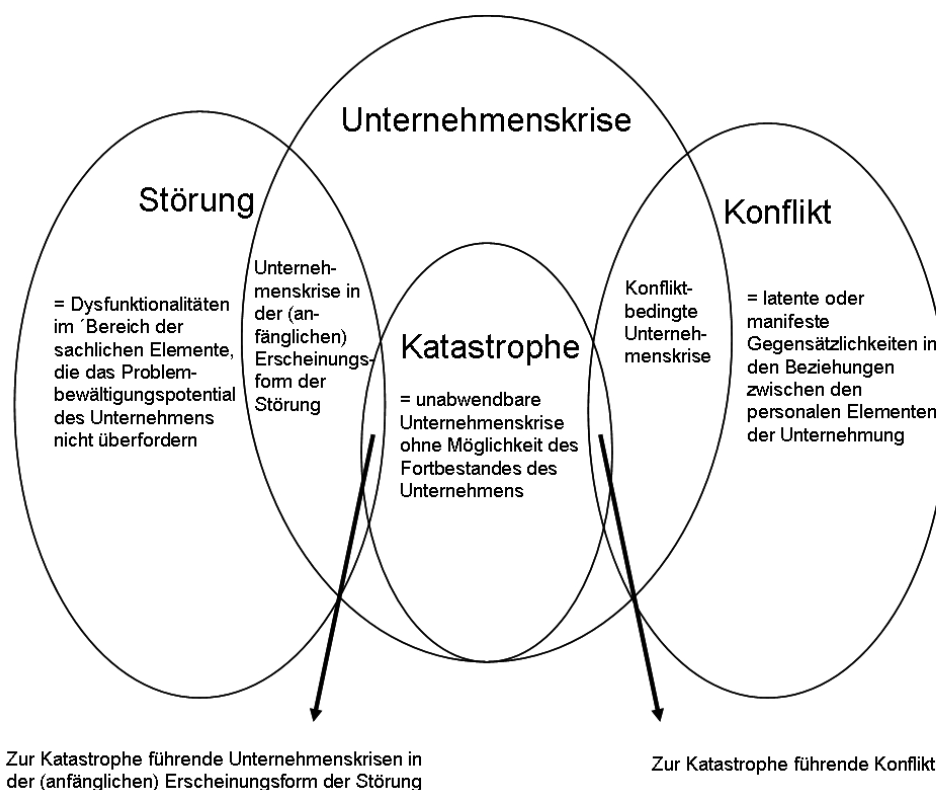 Unternehmenskrise
Störung
Konflikt
Unterneh-
menskrise in
der (an-
fänglichen)
Erscheinungs-
form der
Störung
= Dysfunktionalitäten
im ´Bereich der
sachlichen Elemente,
die das Problem-
bewältigungspotential
des Unternehmens
nicht überfordern
Katastrophe
= unabwendbare
Unternehmenskrise
ohne Möglichkeit des
Fortbestandes des
Unternehmens
Konflikt-
bedingte
Unterneh-
menskrise
= latente oder
manifeste
Gegensätzlichkeiten in
den Beziehungen
zwischen den
personalen Elementen
der Unternehmung
Zur Katastrophe führende Unternehmenskrisen in
der (anfänglichen) Erscheinungsform der Störung
Zur Katastrophe führende Konflikt